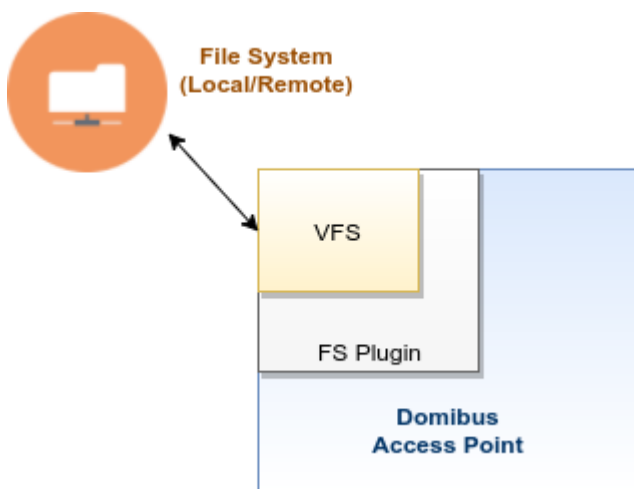 File System
(Local/Remote)
VFS
FS Plugin
Domibus
Access Point